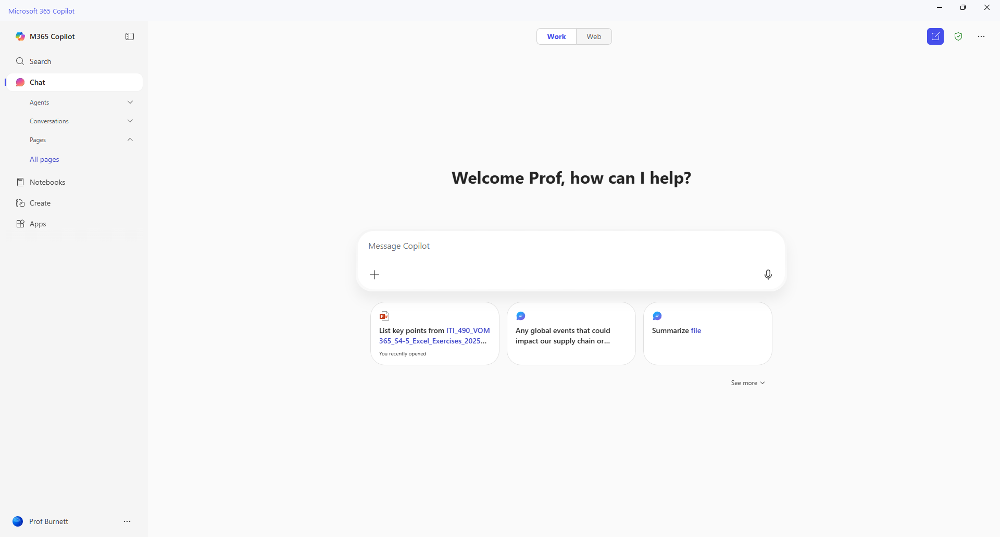 Microsoft 365 Copilot
M365 Copilot
Search
Chat
Agents
Conversations
Pages
All pages
Notebooks
Create
Apps
Prof Burnett
Work
Web
Welcome Prof, how can I help?
Message Copilot
List key points from ITI_490_VOM
365_S4-5_Excel_Exercises_2025...
You recently opened
Any global events that could
impact our supply chain or...
Summarize file
See more